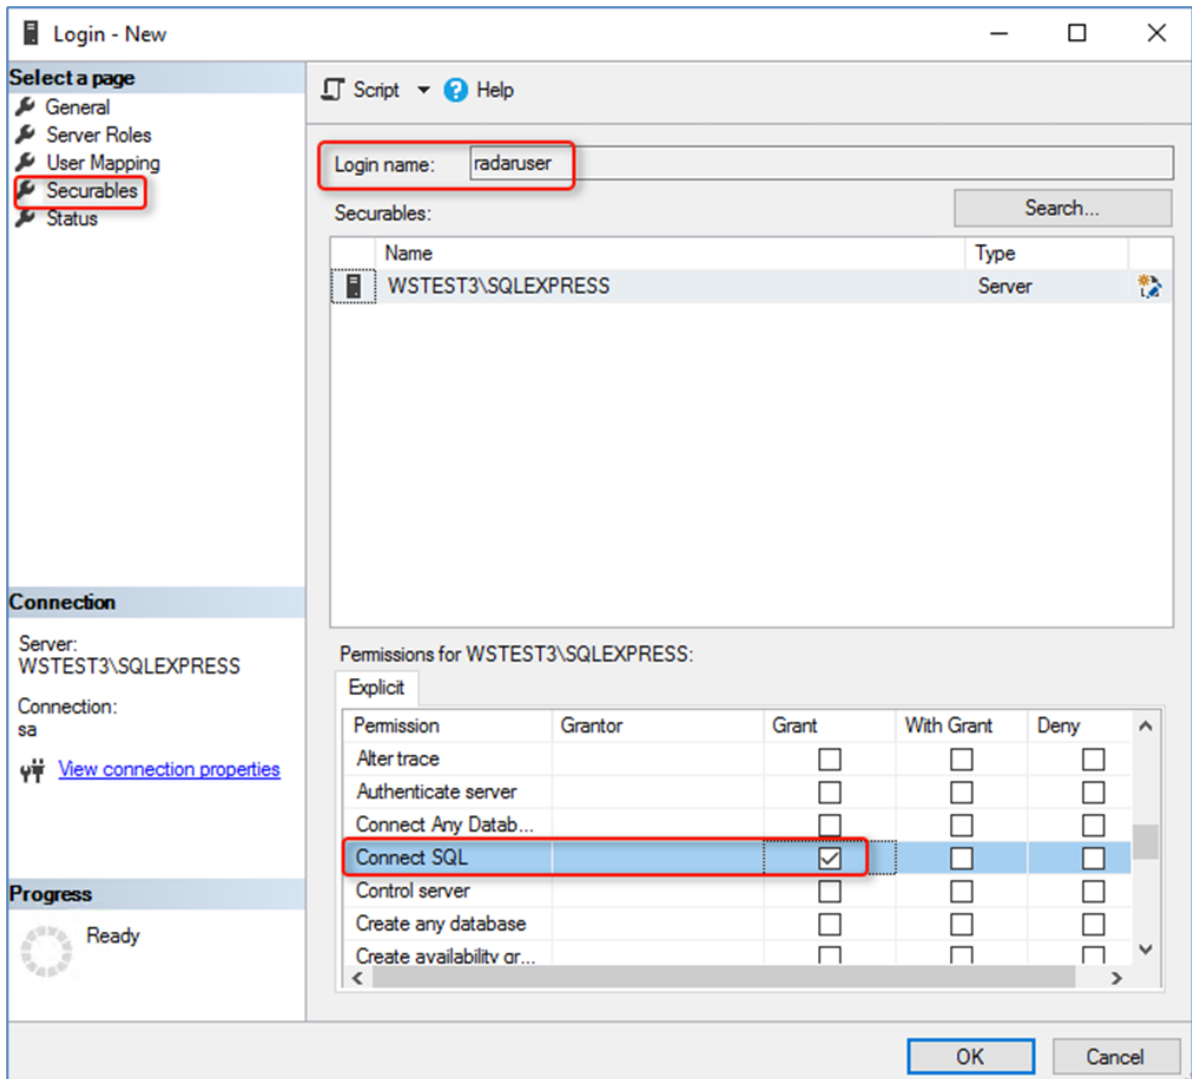 Login - New
Select a page
General
Server Roles
User Mapping
Securables
Status
Script
Help
Login name: radaruser
Securables:
Search...
Name Type
WSTEST3\SQLEXPRESS Server
Connection
Server:
WSTEST3\SQLEXPRESS
Connection:
sa
View connection properties
Progress
Ready
Permissions for WSTEST3\SQLEXPRESS:
Explicit
Permission Grantor Grant With Grant Deny
Alter trace
Authenticate server
Connect Any Datab...
Connect SQL
Control server
Create any database
Create availability gr...
OK Cancel